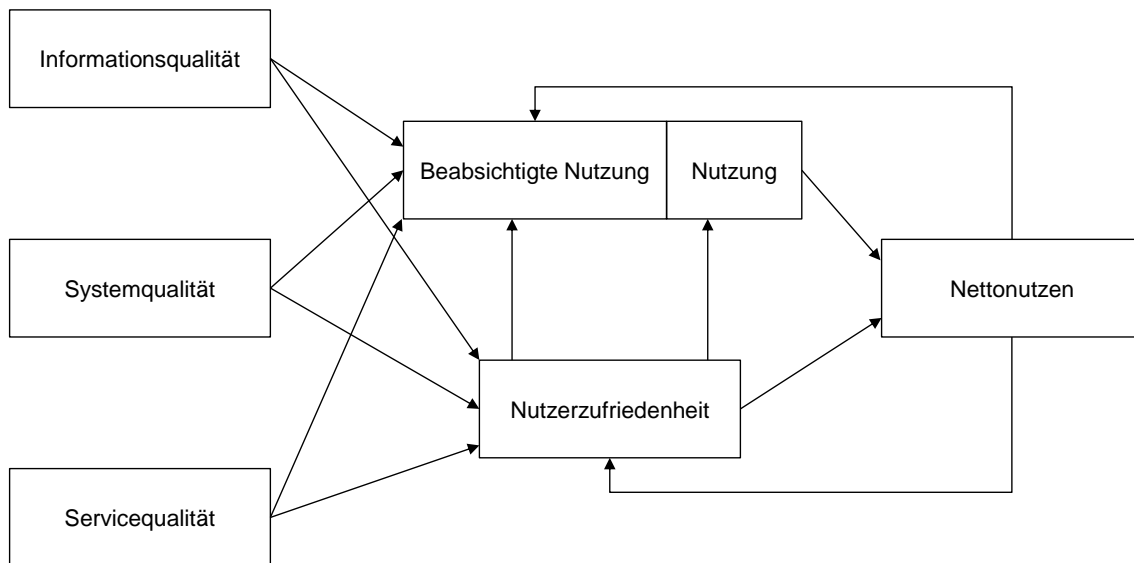 Informationsqualität
Beabsichtigte Nutzung
Nutzung
Systemqualität
Nettonutzen
Nutzerzufriedenheit
Servicequalität